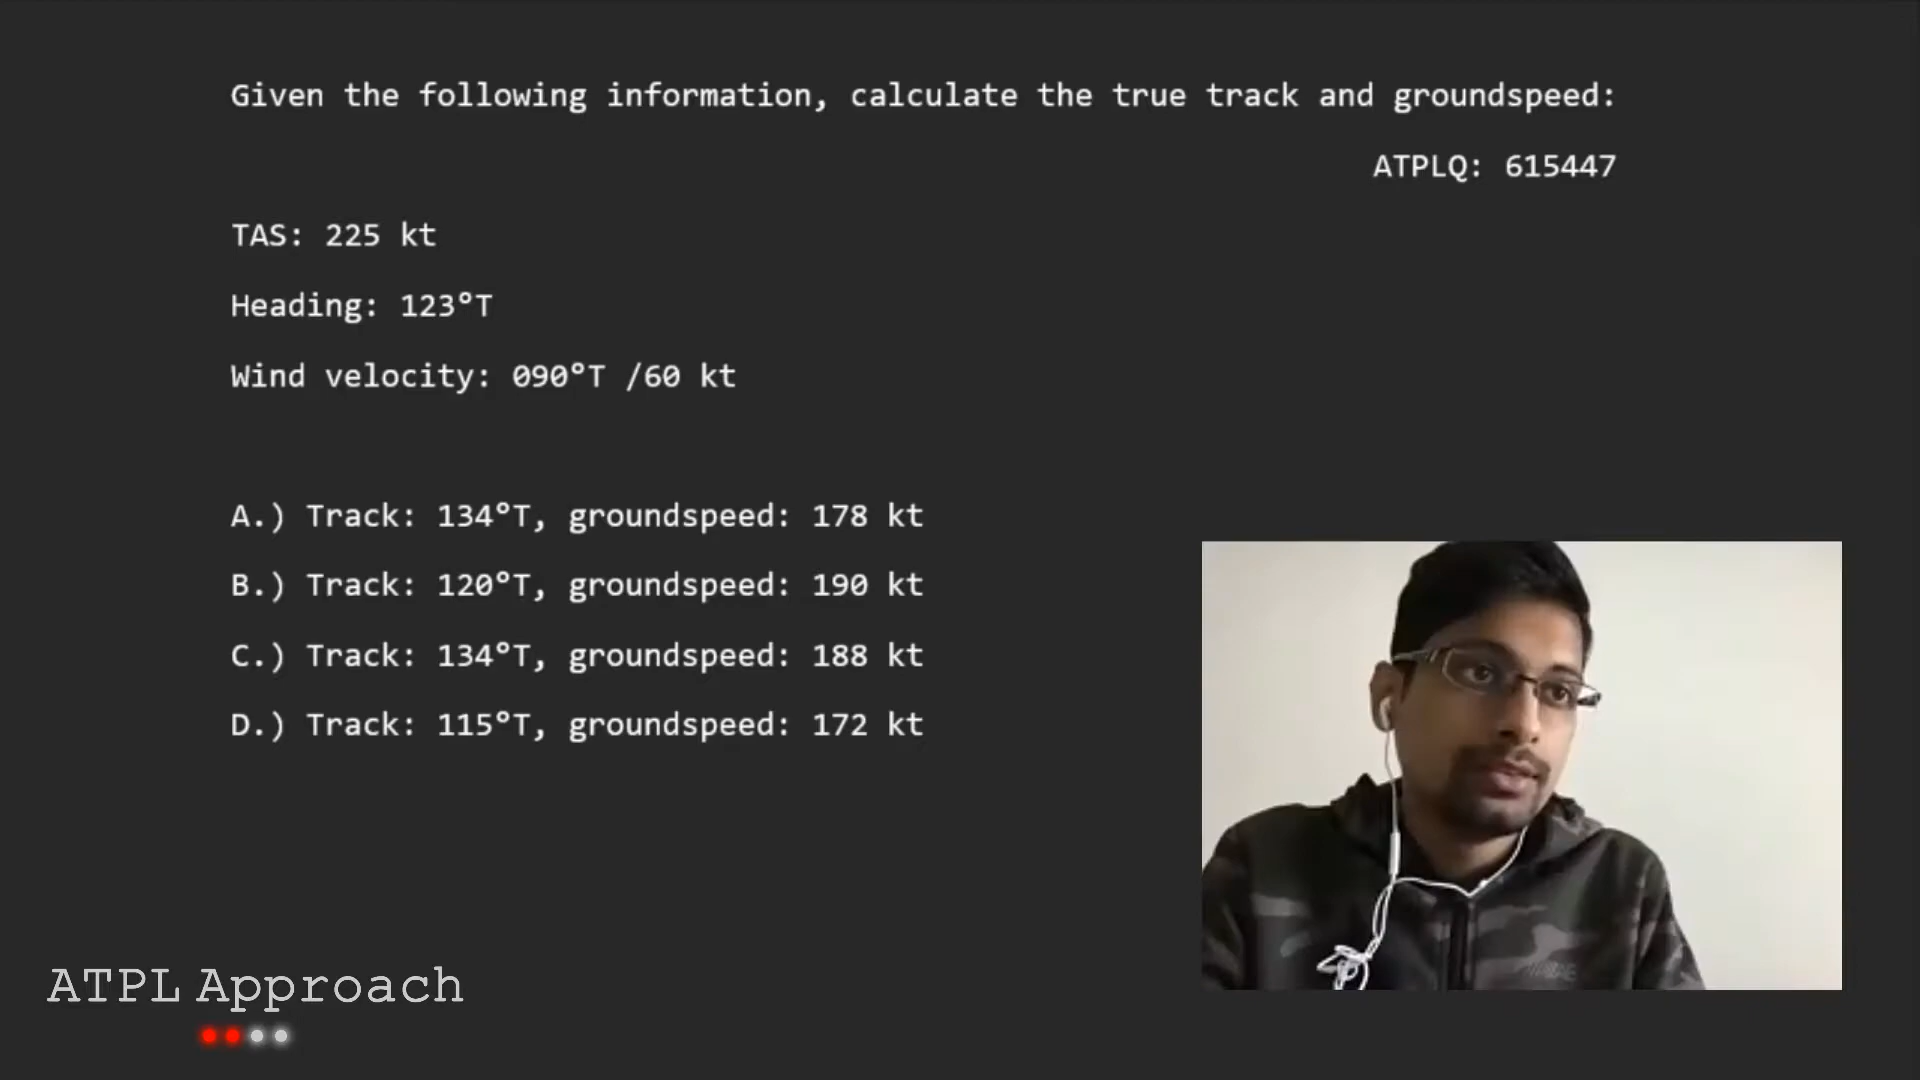 Given the following information, calculate the true track and groundspeed:
ATPLQ: 615447
TAS: 225 kt
Heading: 123°T
Wind velocity: 090°T /60 kt
A.) Track: 134°T, groundspeed: 178 kt
B.) Track: 120°T, groundspeed: 190 kt
C.) Track: 134°T, groundspeed: 188 kt
D.) Track: 115°T, groundspeed: 172 kt
ATPL Approach